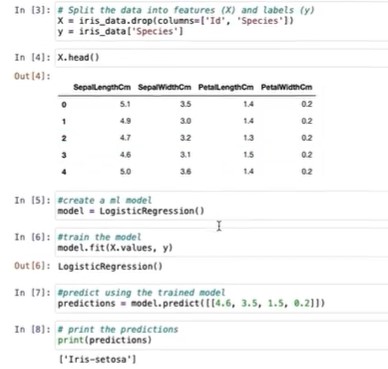 In [3]: # Split the data into features (X) and labels (y)
X = iris_data.drop(columns=['Id', 'Species'])
y = iris_data['Species']
In [4]: X.head()
Out[4]:
SepalLengthCm SepalWidthCm PetalLengthCm PetalWidthCm
0 5.1 3.5 1.4 0.2
1 4.9 3.0 1.4 0.2
2 4.7 3.2 1.3 0.2
3 4.6 3.1 1.5 0.2
4 5.0 3.6 1.4 0.2
In [5]: #create a ml model
model = LogisticRegression()
In [6]: #train the model
model.fit(X.values, y)
Out[6]: LogisticRegression()
In [7]: #predict using the trained model
predictions = model.predict([[4.6, 3.5, 1.5, 0.2]])
In [8]: # print the predictions
print(predictions)
['Iris-setosa']